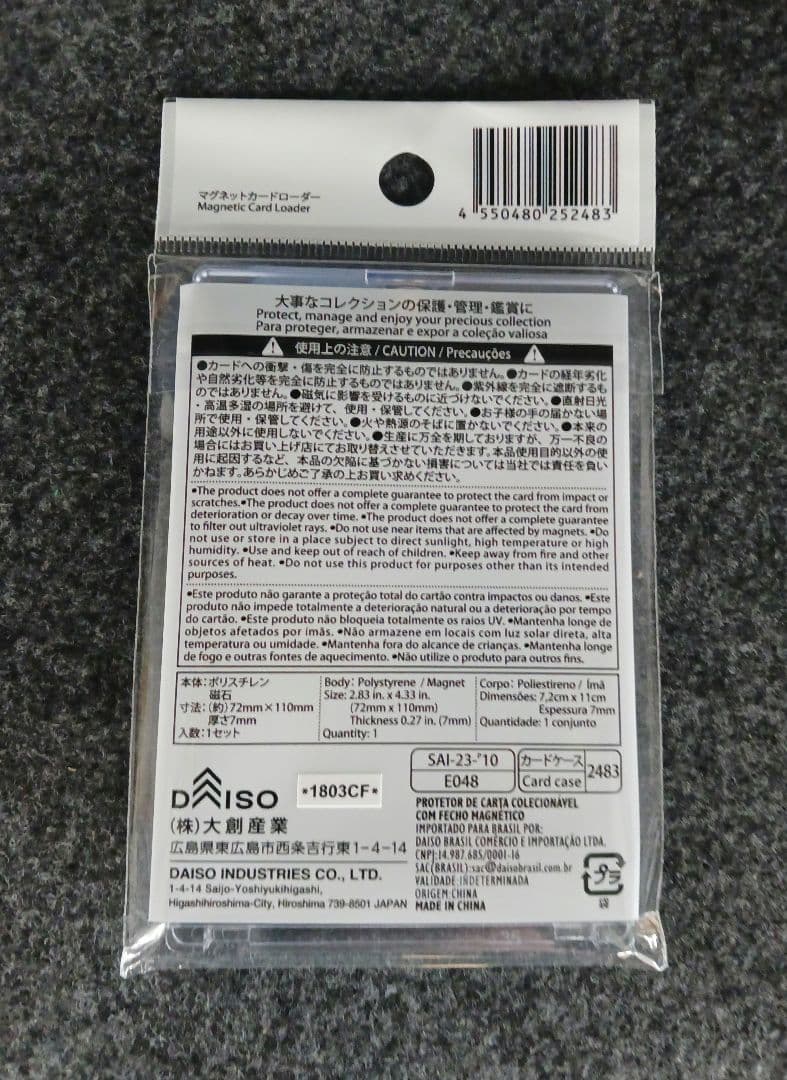 マグネットカードローダー
Magnetic Card Loader
4 550480 252483
大事なコレクションの保護・管理・鑑賞に
Protect, manage and enjoy your precious collection
Para proteger, armazenar e expor a coleção valiosa
使用上の注意 / CAUTION / Precauções
●カードへの衝撃・傷を完全に防止するものではありません。●カードの経年劣化
や自然劣化等を完全に防止するものではありません。●紫外線を完全に遮断するも
のではありません。●磁気に影響を受けるものに近づけないでください。●直射日光
・高温多湿の場所を避けて、使用・保管してください。●お子様の手の届かない場
所で使用・保管してください。●火や熱源のそばに置かないでください。●本来の
用途以外に使用しないでください。●生産に万全を期しておりますが、万一不良の
場合にはお買い上げ店にてお取り替えさせていただきます。本品使用目的以外の使
用に起因するなど、本品の欠陥に基づかない損害については当社では責任を負い
かねます。あらかじめご了承の上お買い求めください。
•The product does not offer a complete guarantee to protect the card from impact or
scratches.•The product does not offer a complete guarantee to protect the card from
deterioration or decay over time. •The product does not offer a complete guarantee
to filter out ultraviolet rays. •Do not use near items that are affected by magnets. •Do
not use or store in a place subject to direct sunlight, high temperature or high
humidity. •Use and keep out of reach of children. •Keep away from fire and other
sources of heat. •Do not use this product for purposes other than its intended
purposes.
•Este produto não garante a proteção total do cartão contra impactos ou danos. •Este
produto não impede totalmente a deterioração natural ou a deterioração por tempo
do cartão. •Este produto não bloqueia totalmente os raios UV. •Mantenha longe de
objetos afetados por imãs. •Não armazene em locais com luz solar direta, alta
temperatura ou umidade. •Mantenha fora do alcance de crianças. •Mantenha longe
de fogo e outras fontes de aquecimento. •Não utilize o produto para outros fins.
本体：ポリスチレン
磁石
寸法：(約)72mm×110mm
厚さ7mm
入数：1セット
Body: Polystyrene / Magnet
Size: 2.83 in. x 4.33 in.
(72mm x 110mm)
Thickness 0.27 in. (7mm)
Quantity: 1
Corpo: Poliestireno / Imã
Dimensões: 7,2cm x 11cm
Espessura 7mm
Quantidade: 1 conjunto
SAI-23-'10
E048
カードケース
Card case
2483
DAISO
*1803CF*
(株)大創産業
広島県東広島市西条吉行東1-4-14
DAISO INDUSTRIES CO., LTD.
1-4-14 Saijo-Yoshiyukihigashi,
Higashihiroshima-City, Hiroshima 739-8501 JAPAN
PROTETOR DE CARTA COLECIONÁVEL
COM FECHO MAGNÉTICO
IMPORTADO PARA BRASIL POR:
DAISO BRASIL COMÉRCIO E IMPORTAÇÃO LTDA.
CNPJ:14.987.685/0001-16
SAC(BRASIL):sac@daisobrasil.com.br
VALIDADE:INDETERMINADA
ORIGEM:CHINA
MADE IN CHINA
プラ
袋